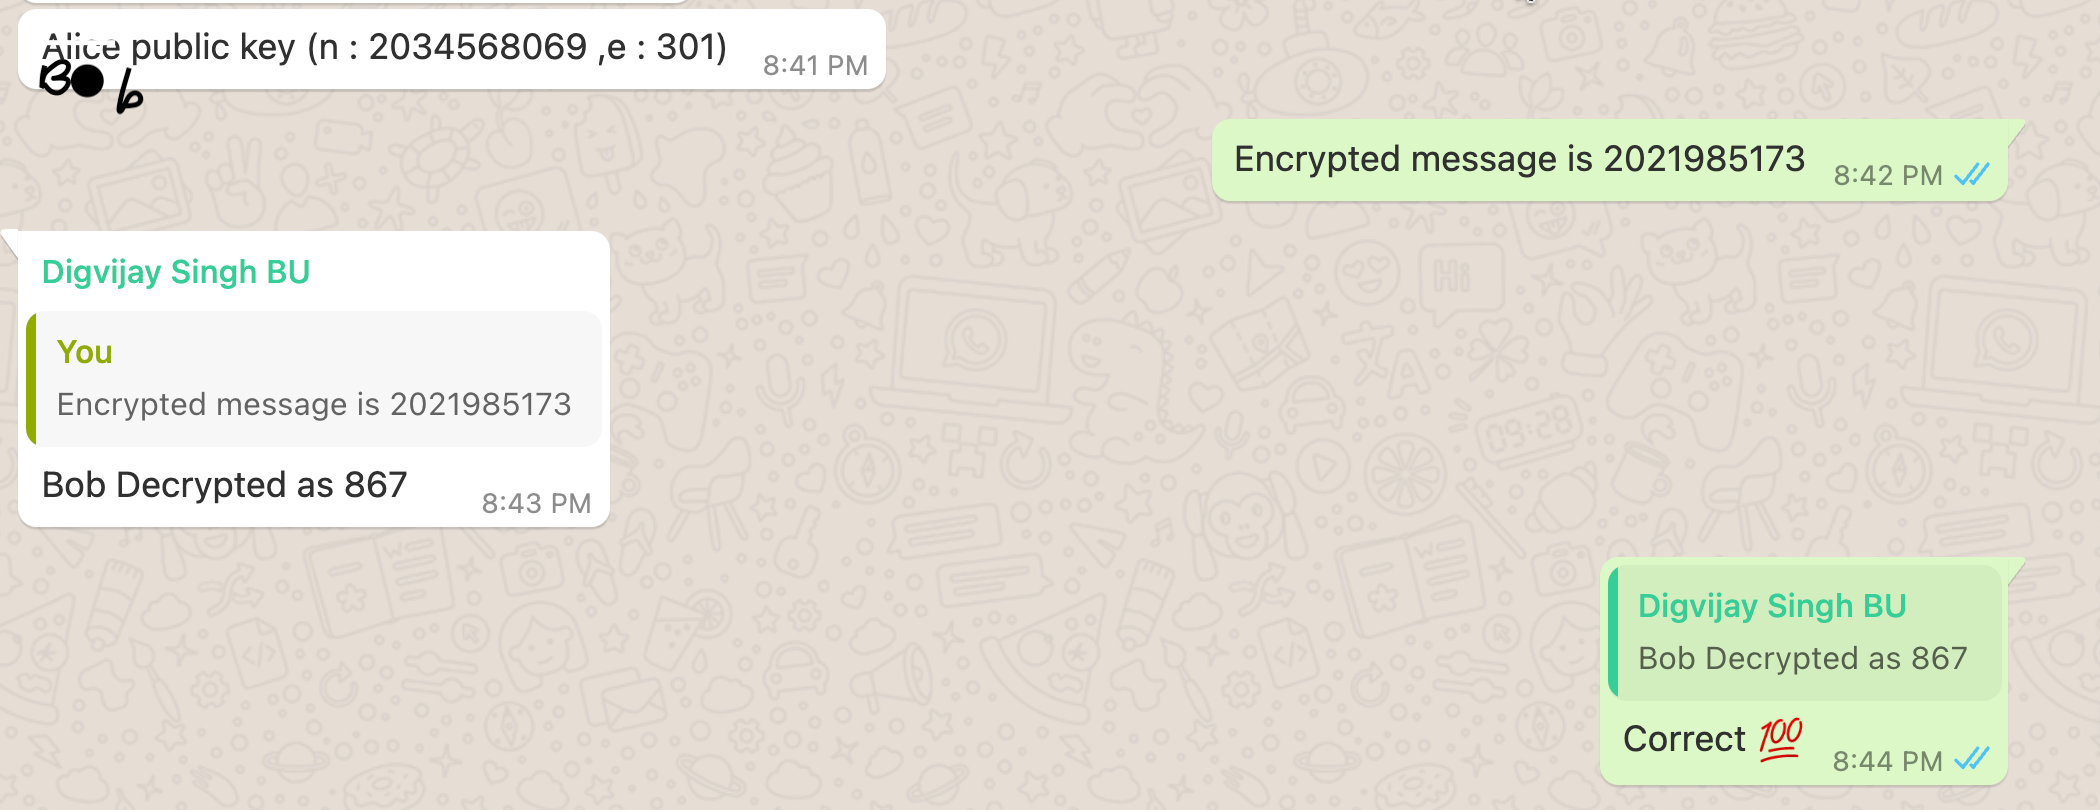 Alice public key (n : 2034568069 ,e : 301) 8:41 PM
Bob
Encrypted message is 2021985173 8:42 PM
Digvijay Singh BU
You
Encrypted message is 2021985173
Bob Decrypted as 867 8:43 PM
Digvijay Singh BU
Bob Decrypted as 867
Correct 💯 8:44 PM